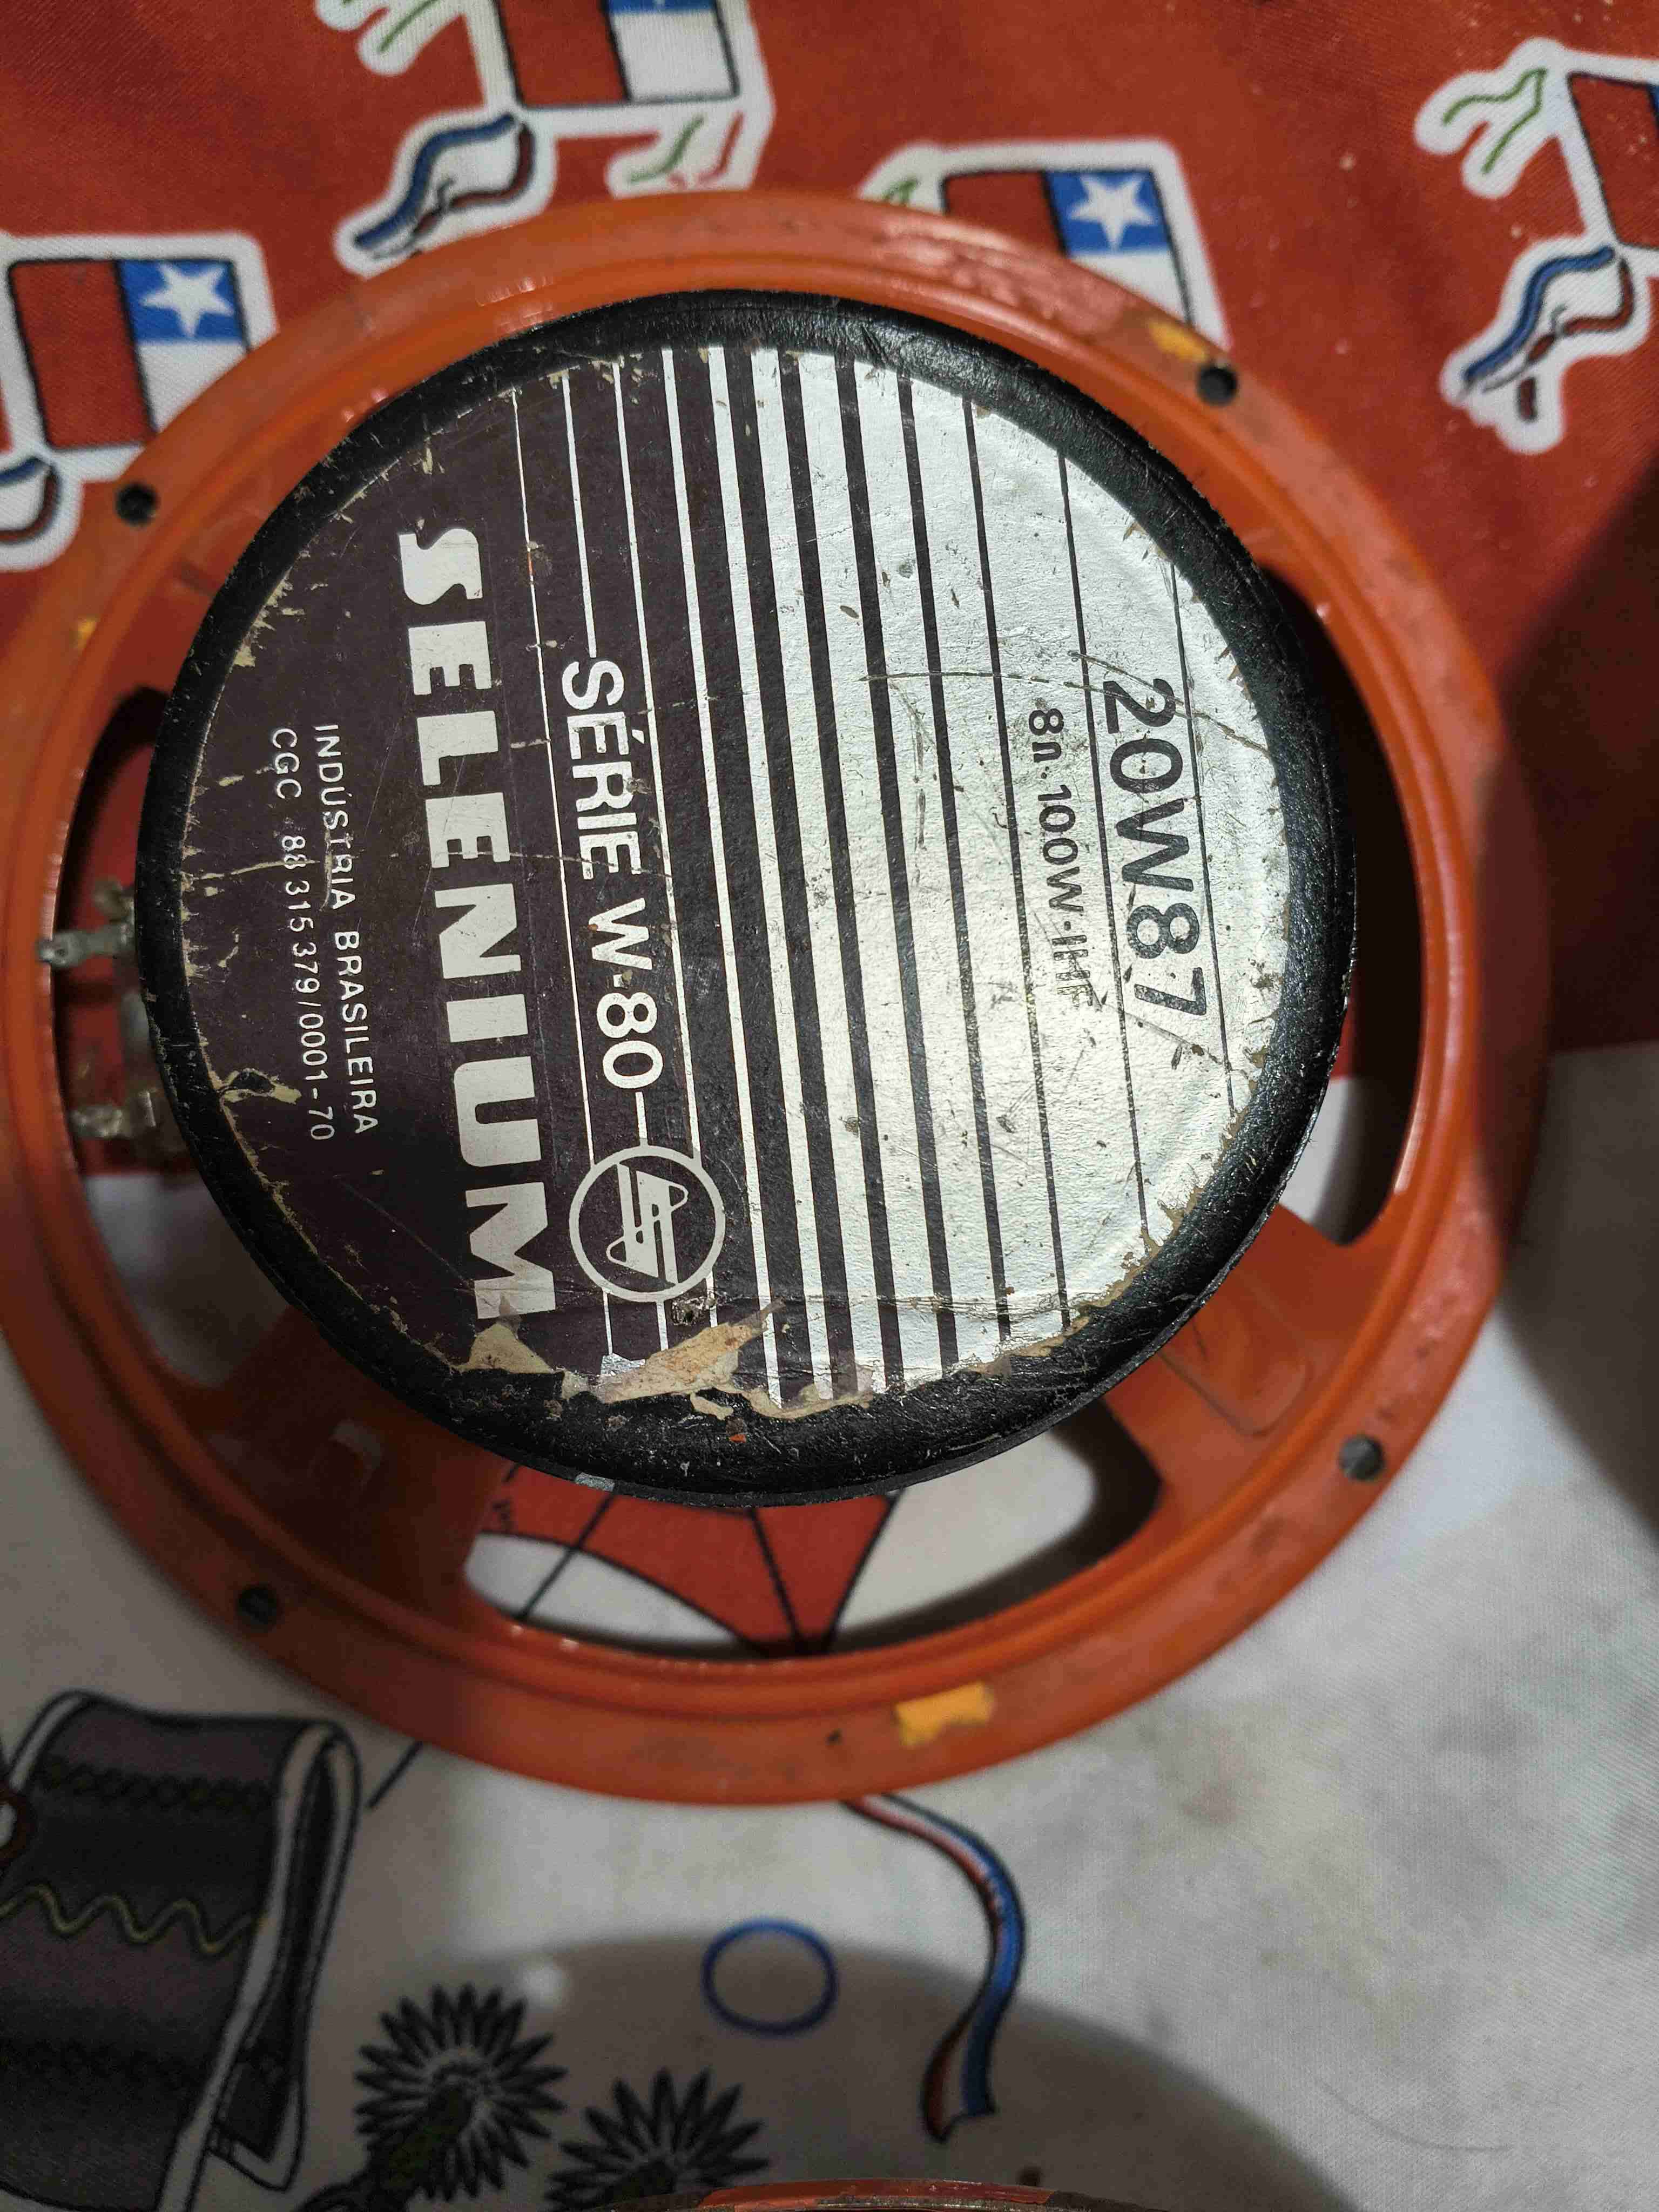 20W87
8Ω·100W·IHF
SÉRIE W·80
SELENIUM
INDÚSTRIA BRASILEIRA
CGC 88 315 379/0001-70